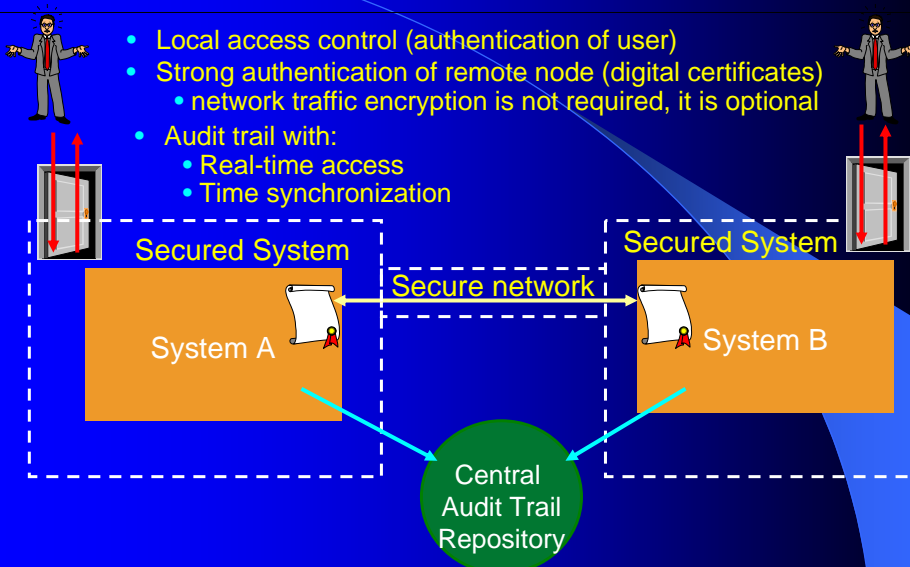 • Local access control (authentication of user)
• Strong authentication of remote node (digital certificates)
• network traffic encryption is not required, it is optional
• Audit trail with:
• Real-time access
• Time synchronization
Secured System
Secured System
Secure network
System A
System B
Central
Audit Trail
Repository